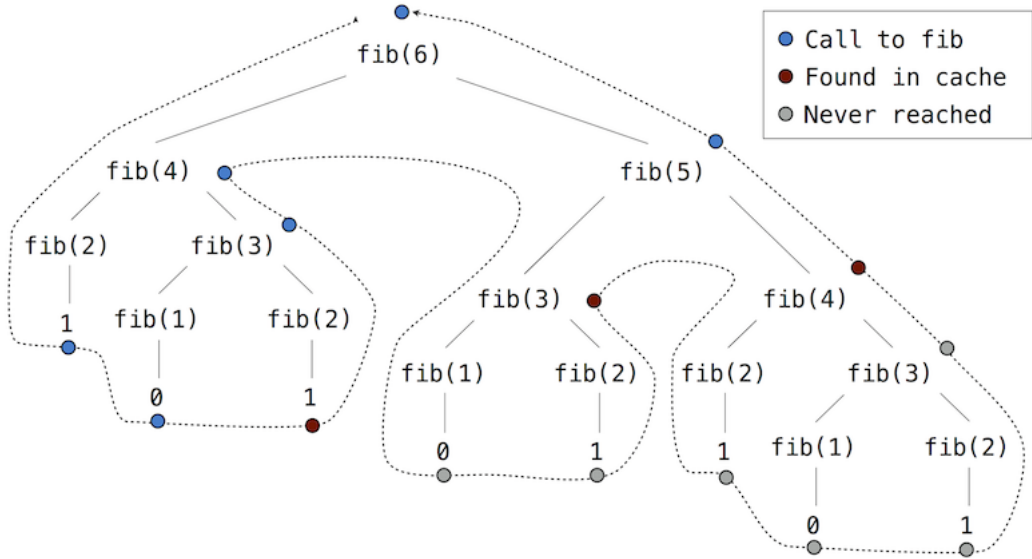 fib(6)
Call to fib
Found in cache
Never reached
fib(4)
fib(5)
fib(2)
fib(3)
fib(3)
fib(4)
1
fib(1)
fib(2)
fib(1)
fib(2)
fib(2)
fib(3)
0
1
0
1
1
fib(1)
fib(2)
0
1